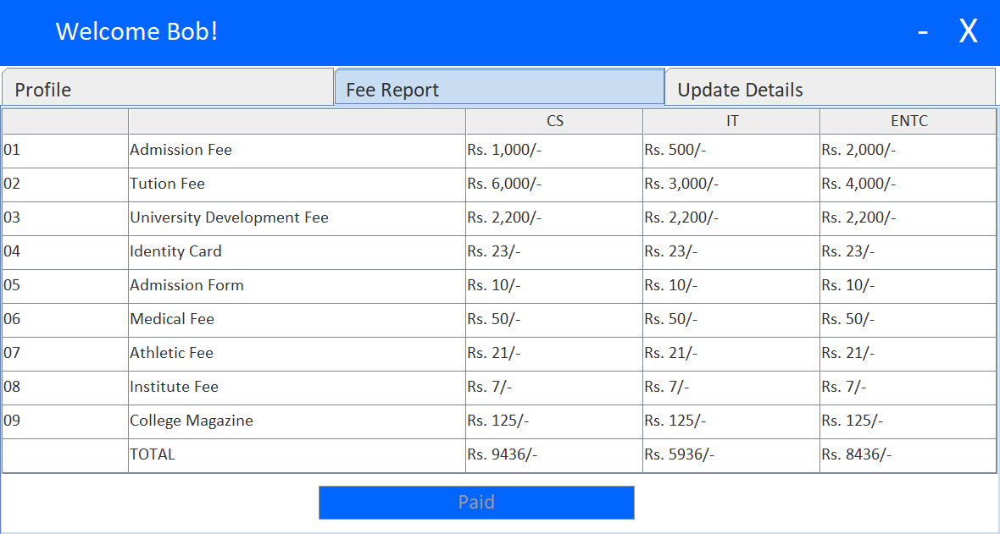 Welcome Bob!
- X
Profile Fee Report Update Details
CS IT ENTC
01 Admission Fee Rs. 1,000/- Rs. 500/- Rs. 2,000/-
02 Tution Fee Rs. 6,000/- Rs. 3,000/- Rs. 4,000/-
03 University Development Fee Rs. 2,200/- Rs. 2,200/- Rs. 2,200/-
04 Identity Card Rs. 23/- Rs. 23/- Rs. 23/-
05 Admission Form Rs. 10/- Rs. 10/- Rs. 10/-
06 Medical Fee Rs. 50/- Rs. 50/- Rs. 50/-
07 Athletic Fee Rs. 21/- Rs. 21/- Rs. 21/-
08 Institute Fee Rs. 7/- Rs. 7/- Rs. 7/-
09 College Magazine Rs. 125/- Rs. 125/- Rs. 125/-
TOTAL Rs. 9436/- Rs. 5936/- Rs. 8436/-
Paid